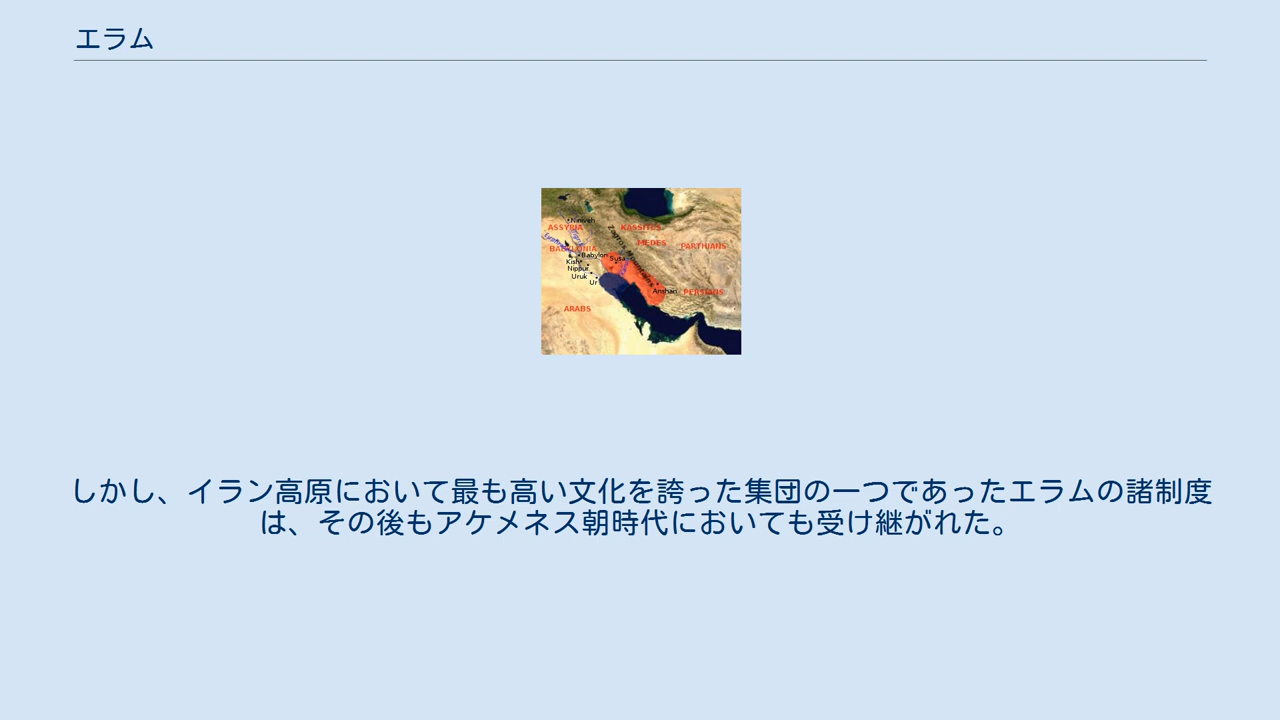 エラム
Niniveh
ASSYRIA
KASSITES
Zagros Mountains
MEDES
PARTHIANS
BABYLONIA
Babylon
Susa
Kish
Nippur
Uruk
Ur
Anshan
PERSIANS
ARABS
しかし、イラン高原において最も高い文化を誇った集団の一つであったエラムの諸制度
は、その後もアケメネス朝時代においても受け継がれた。